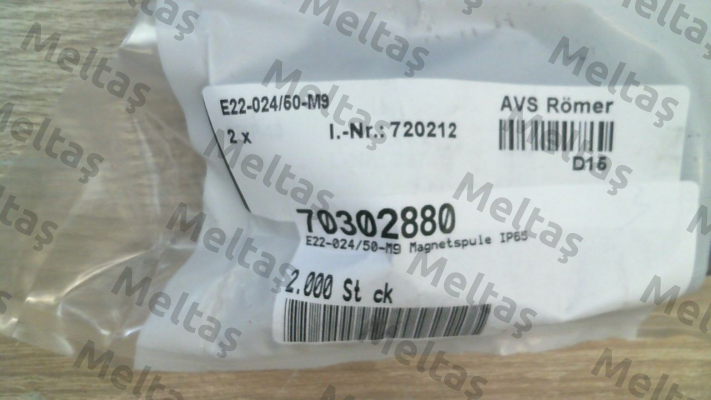 Meltaş
E22-024/50-M9
AVS Römer
2 x
I.-Nr.: 720212
D15
70302880
E22-024/50-M9 Magnetspule IP65
2.000 St ck